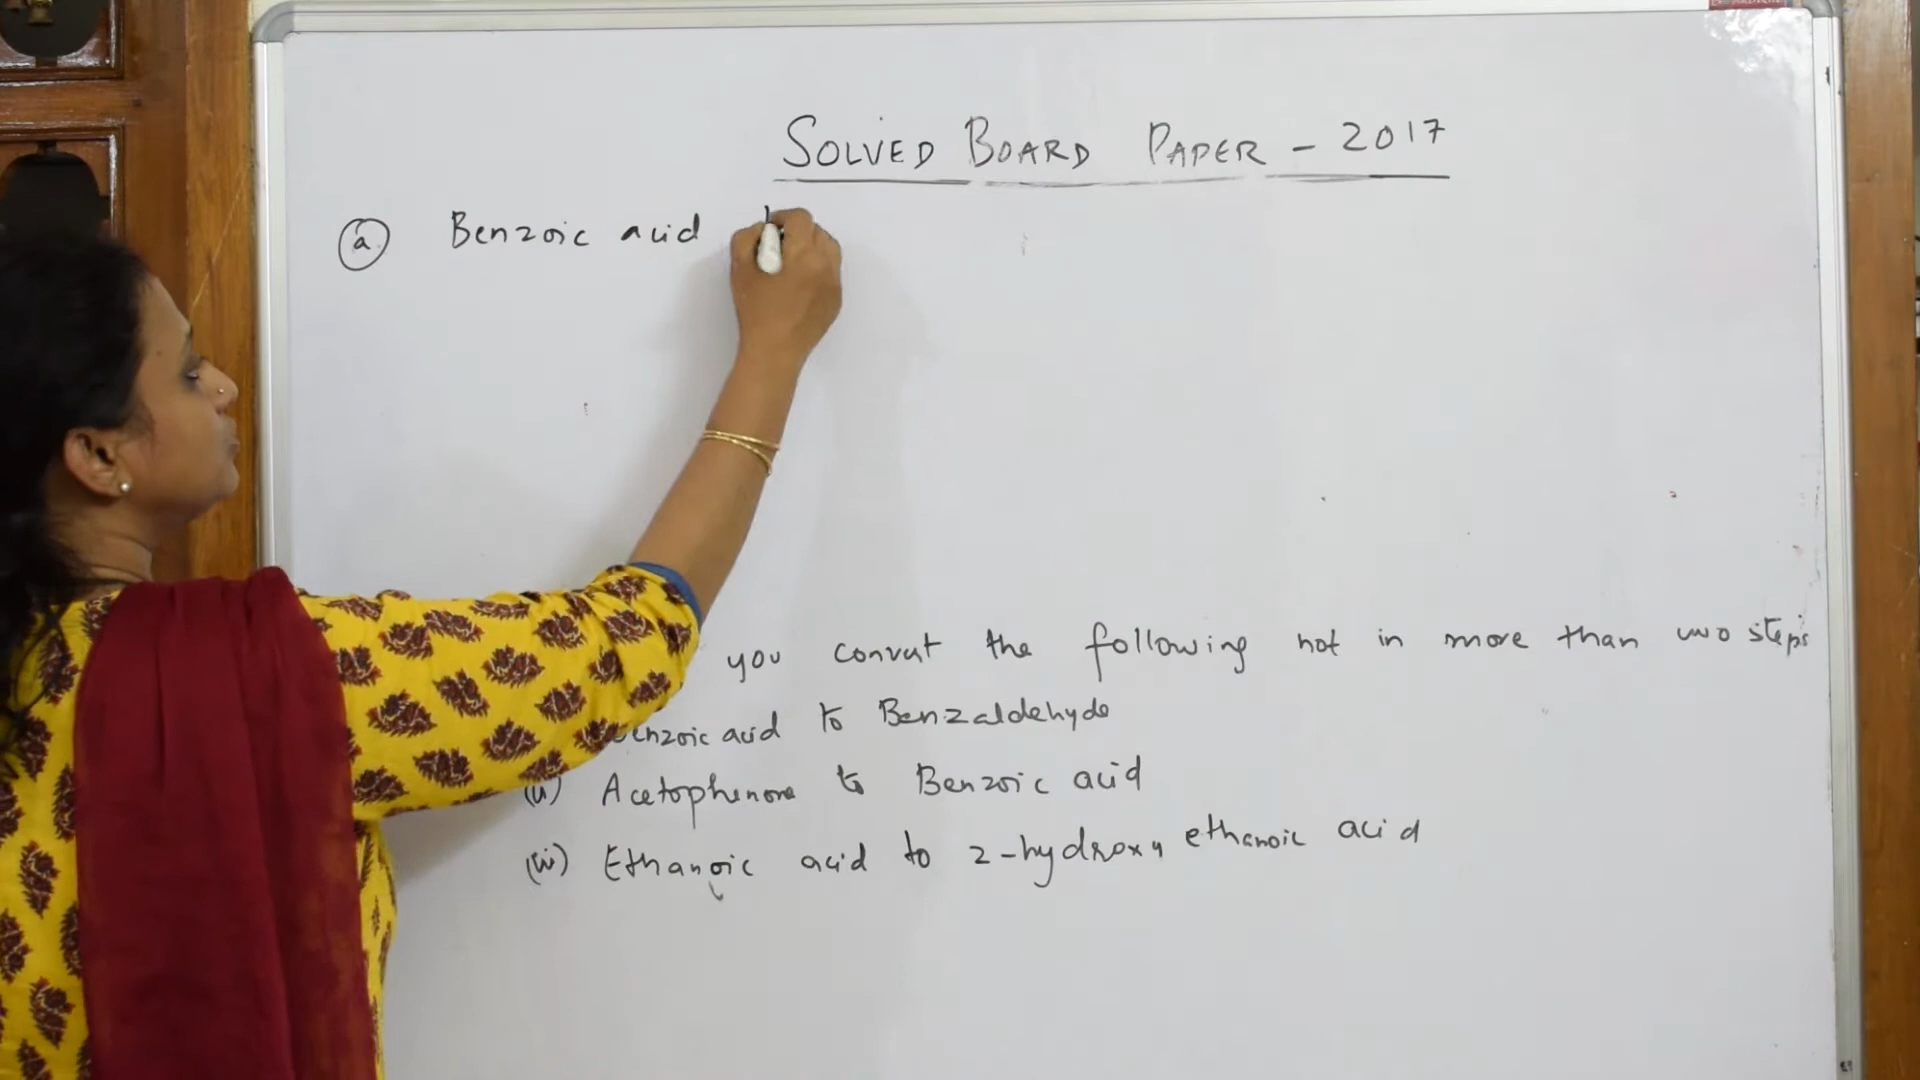 SOLVED BOARD PAPER - 2017
a Benzoic acid
you convert the following not in more than two steps
enzoic acid to Benzaldehyde
(ii) Acetophenone to Benzoic acid
(iii) Ethanoic acid to 2-hydroxy ethanoic acid